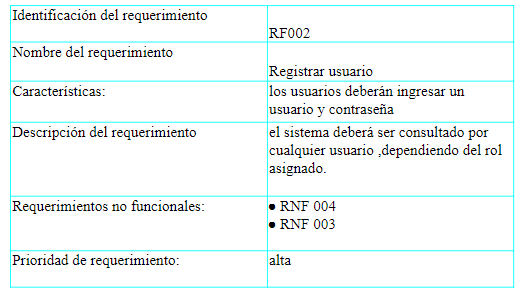 Identificación del requerimiento
RF002
Nombre del requerimiento
Registrar usuario
Características:
los usuarios deberán ingresar un
usuario y contraseña
Descripción del requerimiento
el sistema deberá ser consultado por
cualquier usuario ,dependiendo del rol
asignado.
Requerimientos no funcionales:
● RNF 004
● RNF 003
Prioridad de requerimiento:
alta